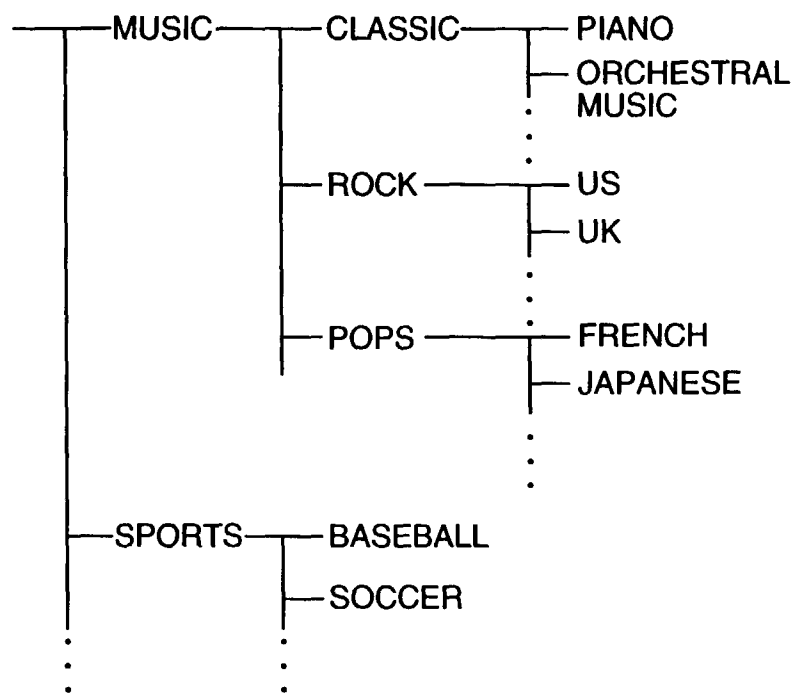 MUSIC CLASSIC PIANO
ORCHESTRAL
MUSIC
ROCK US
UK
POPS FRENCH
JAPANESE
SPORTS BASEBALL
SOCCER